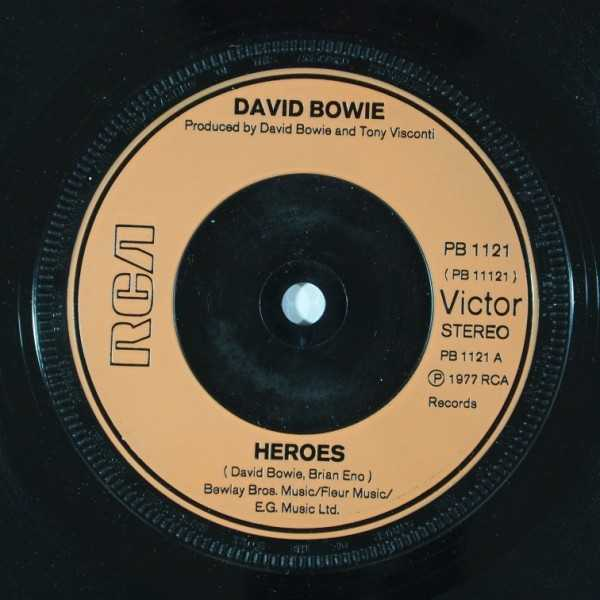 DAVID BOWIE
Produced by David Bowie and Tony Visconti
RCA
PB 1121
( PB 11121 )
Victor
STEREO
PB 1121 A
Ⓟ 1977 RCA
Records
HEROES
( David Bowie, Brian Eno )
Bewlay Bros. Music/Fleur Music/
E.G. Music Ltd.